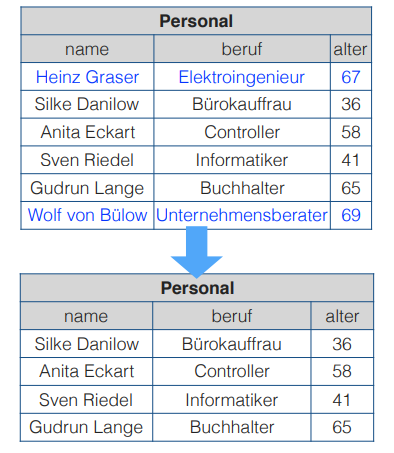 Personal
name beruf alter
Heinz Graser Elektroingenieur 67
Silke Danilow Bürokauffrau 36
Anita Eckart Controller 58
Sven Riedel Informatiker 41
Gudrun Lange Buchhalter 65
Wolf von Bülow Unternehmensberater 69
Personal
name beruf alter
Silke Danilow Bürokauffrau 36
Anita Eckart Controller 58
Sven Riedel Informatiker 41
Gudrun Lange Buchhalter 65